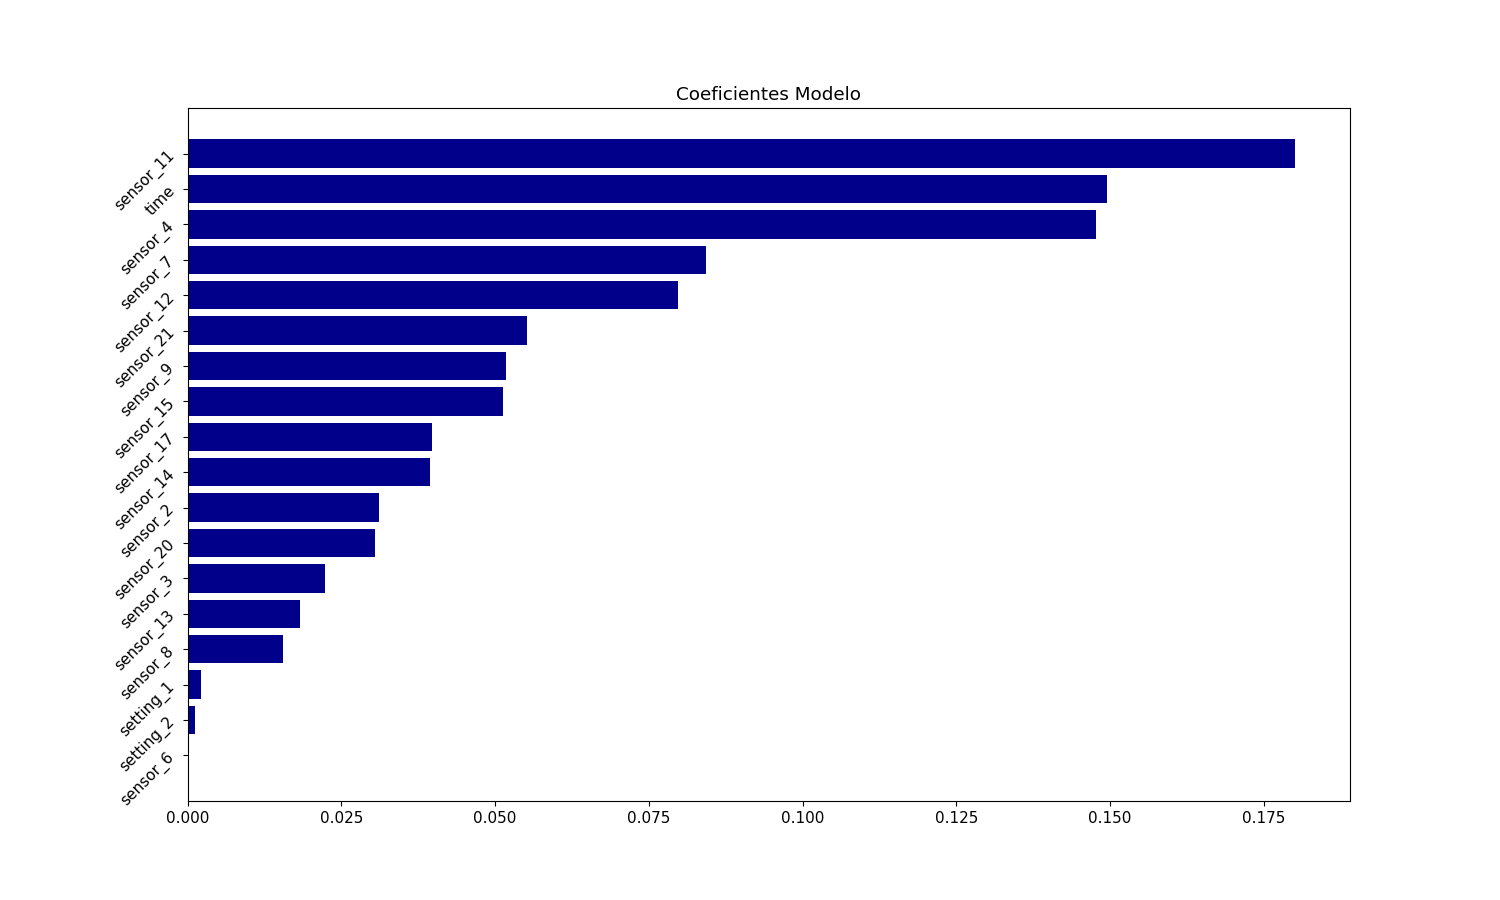 Coeficientes Modelo
sensor_11
time
sensor_4
sensor_7
sensor_12
sensor_21
sensor_9
sensor_15
sensor_17
sensor_14
sensor_2
sensor_20
sensor_3
sensor_13
sensor_8
setting_1
setting_2
sensor_6
0.000 0.025 0.050 0.075 0.100 0.125 0.150 0.175